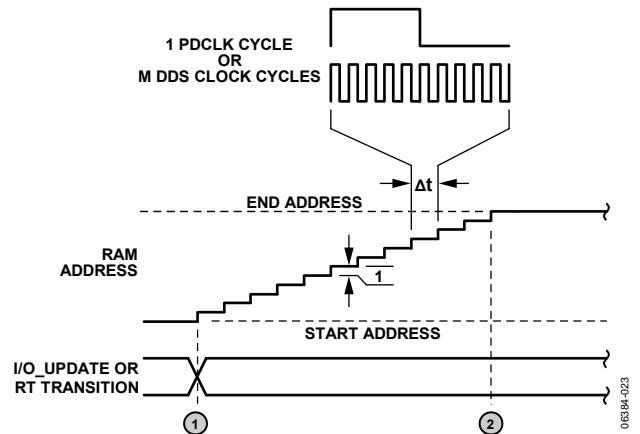 1 PDCLK CYCLE
OR
M DDS CLOCK CYCLES
Δt
END ADDRESS
RAM
ADDRESS
1
START ADDRESS
I/O_UPDATE OR
RT TRANSITION
1
2
06384-023